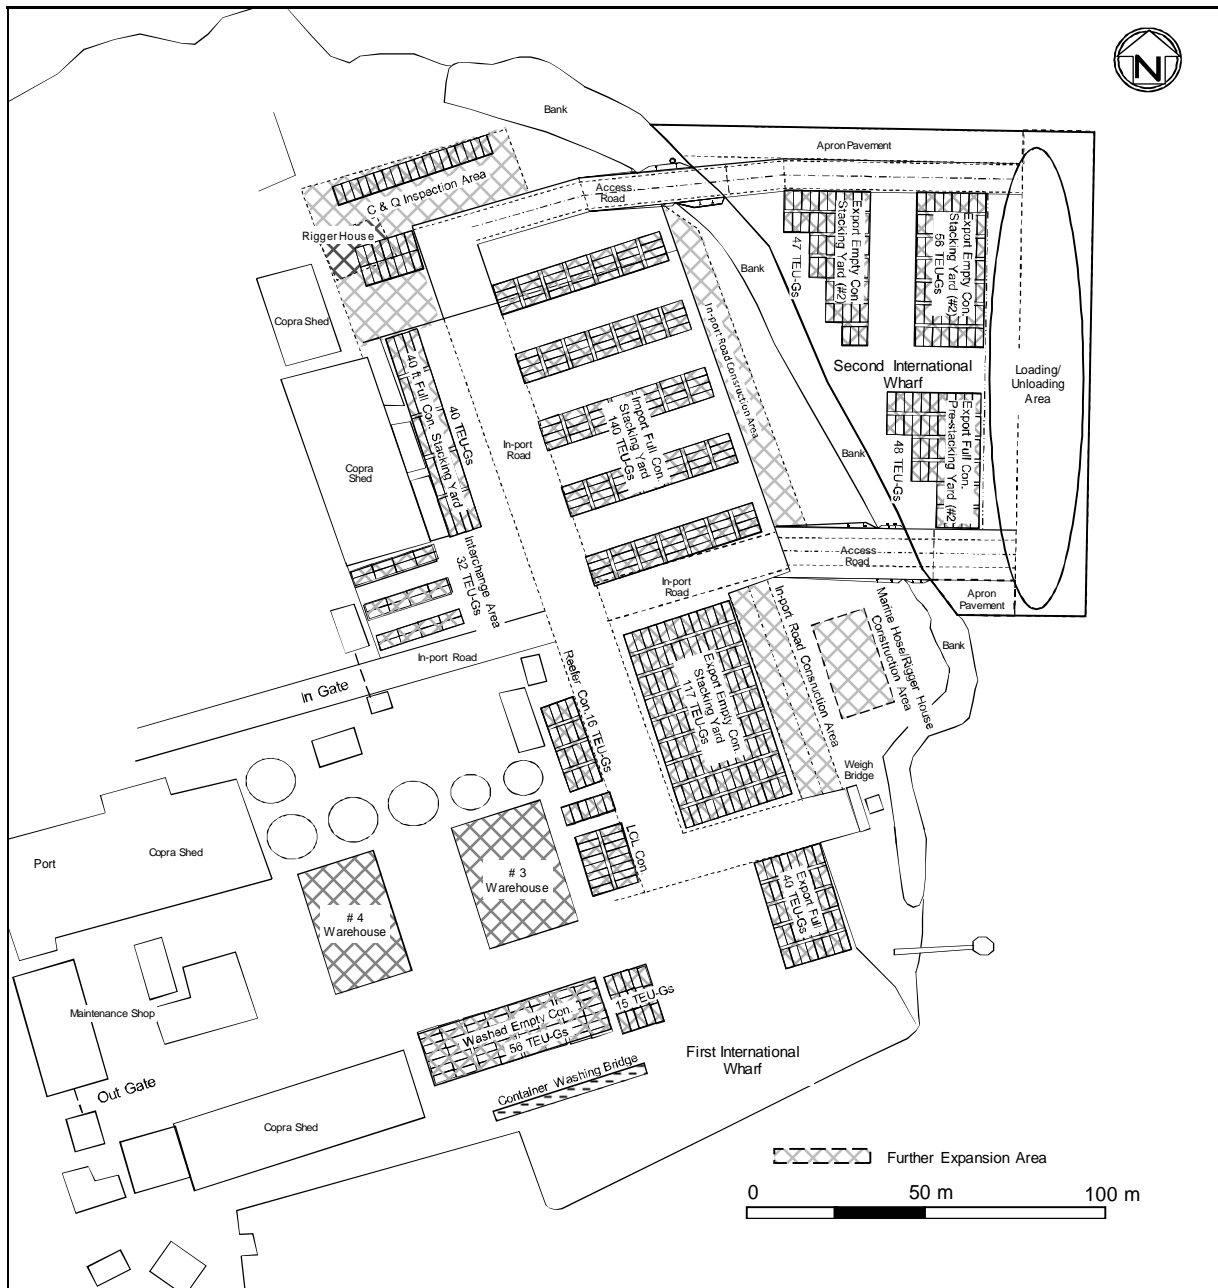 N
Bank
Apron Pavement
C & Q Inspection Area
Access
Road
Rigger House
Export Empty Con.
Stacking Yard (#2)
47 TEU-Gs
Export Empty Con.
Stacking Yard (#2)
56 TEU-Gs
Bank
Copra Shed
In-port Road Construction Area
Second International
Wharf
Loading/
Unloading
Area
40 ft Full Con. Stacking Yard
40 TEU-Gs
In-port
Road
Import Full Con.
Stacking Yard
140 TEU-Gs
Export Full Con.
Pre-stacking Yard (#2)
48 TEU-Gs
Copra
Shed
Bank
Interchange Area
32 TEU-Gs
Access
Road
In-port
Road
Apron
Pavement
In-port Road Consruction Area
Marine Hose/Rigger House
Construction Area
Bank
In-port Road
In Gate
Reefer Con.16 TEU-Gs
Export Empty Con.
Stacking Yard
117 TEU-Gs
Weigh
Bridge
LCL Con.
Port
Copra Shed
# 3
Warehouse
# 4
Warehouse
Export Full
40 TEU-Gs
Maintenance Shop
Washed Empty Con.
56 TEU-Gs
15 TEU-Gs
First International
Wharf
Container Washing Bridge
Out Gate
Copra Shed
Further Expansion Area
0 50 m 100 m